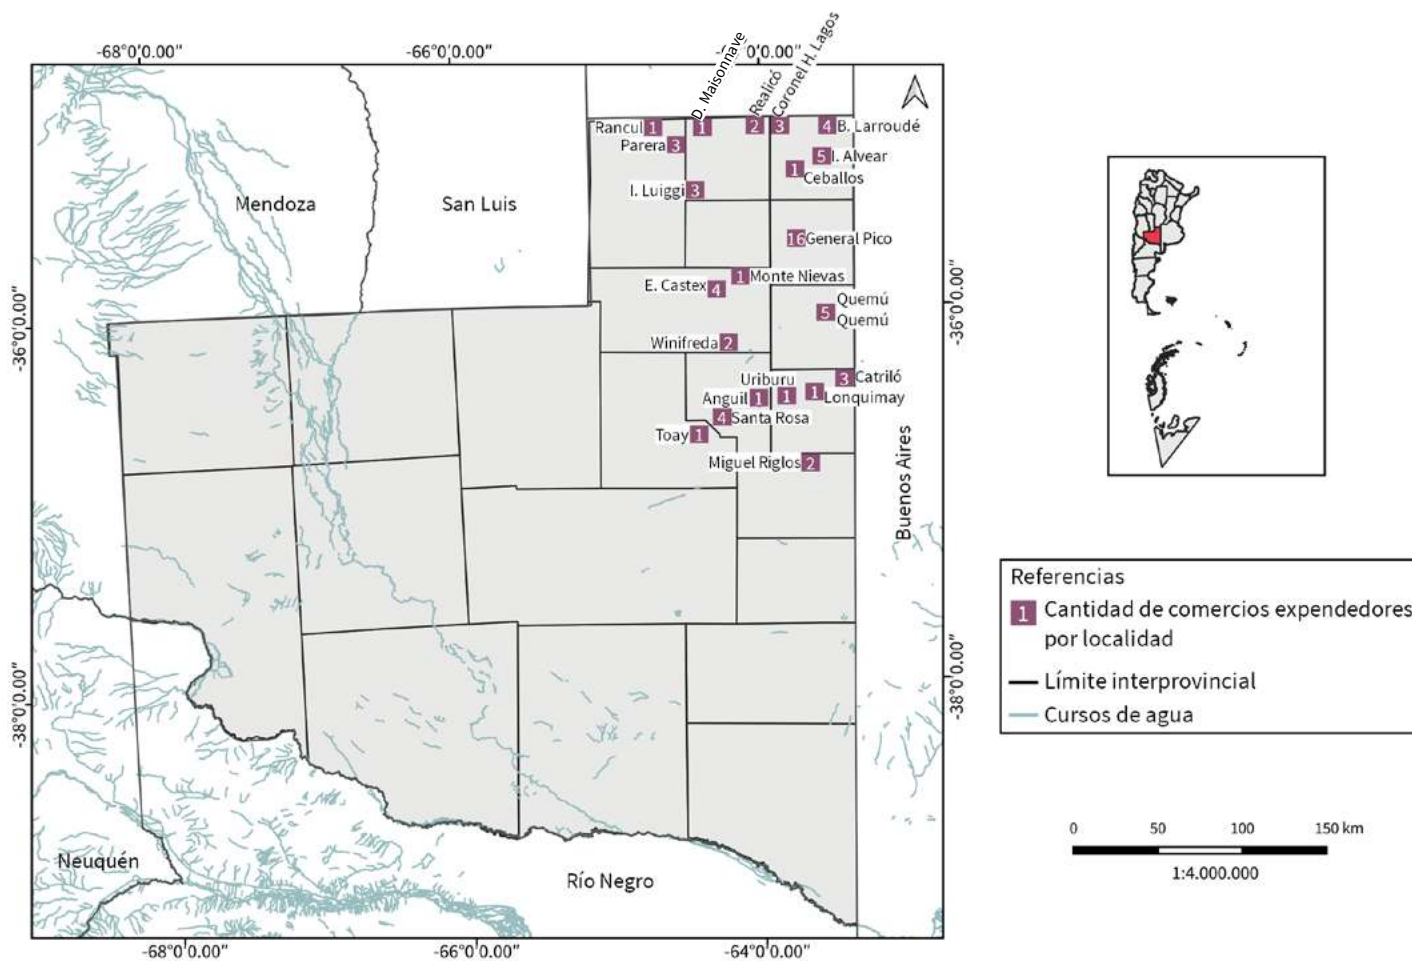 -68°0'0.00"
-66°0'0.00"
D. Maisonnave
Realicó
Coronel H. Lagos
Rancul 1
1
2
3
4 B. Larroudé
Parera 3
5 I. Alvear
1
Ceballos
I. Luiggi 3
Mendoza
San Luis
16 General Pico
1 Monte Nievas
E. Castex 4
Quemú
5
Quemú
-36°0'0.00"
-36°0'0.00"
Winifreda 2
Uriburu
3 Catriló
Anguil 1
1
1
Lonquimay
4 Santa Rosa
Toay 1
Miguel Riglos 2
Buenos Aires
-38°0'0.00"
-38°0'0.00"
Neuquén
Río Negro
-68°0'0.00"
-66°0'0.00"
-64°0'0.00"
Referencias
1 Cantidad de comercios expendedores
por localidad
Límite interprovincial
Cursos de agua
0 50 100 150 km
1:4.000.000